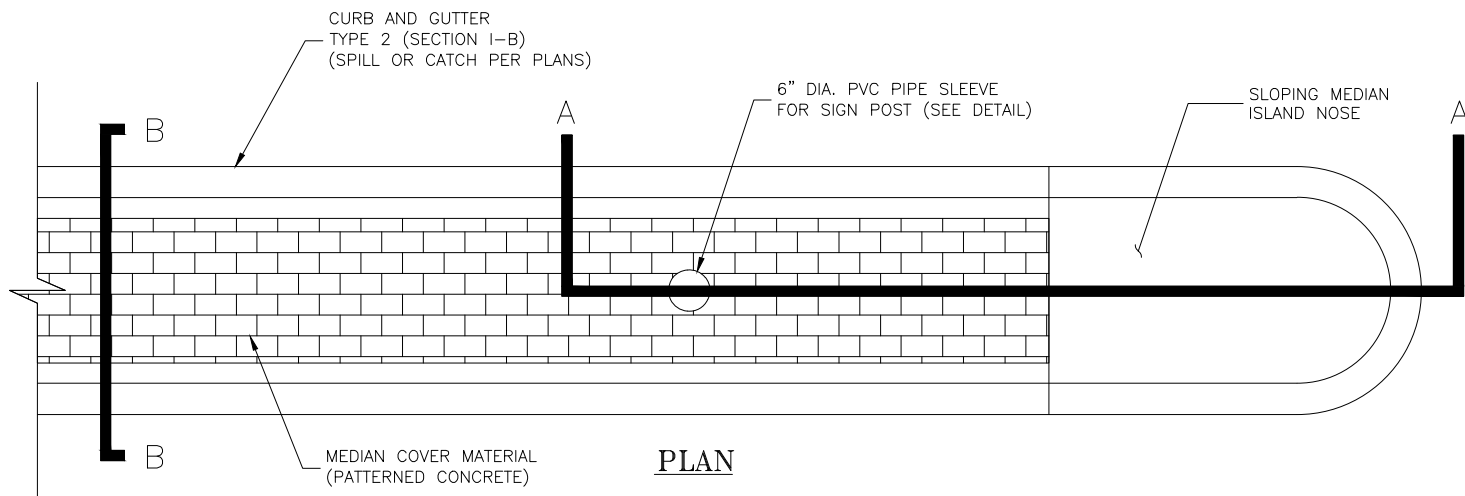 CURB AND GUTTER
TYPE 2 (SECTION I-B)
(SPILL OR CATCH PER PLANS)
6" DIA. PVC PIPE SLEEVE
FOR SIGN POST (SEE DETAIL)
SLOPING MEDIAN
ISLAND NOSE
A
A
B
B
MEDIAN COVER MATERIAL
(PATTERNED CONCRETE)
PLAN